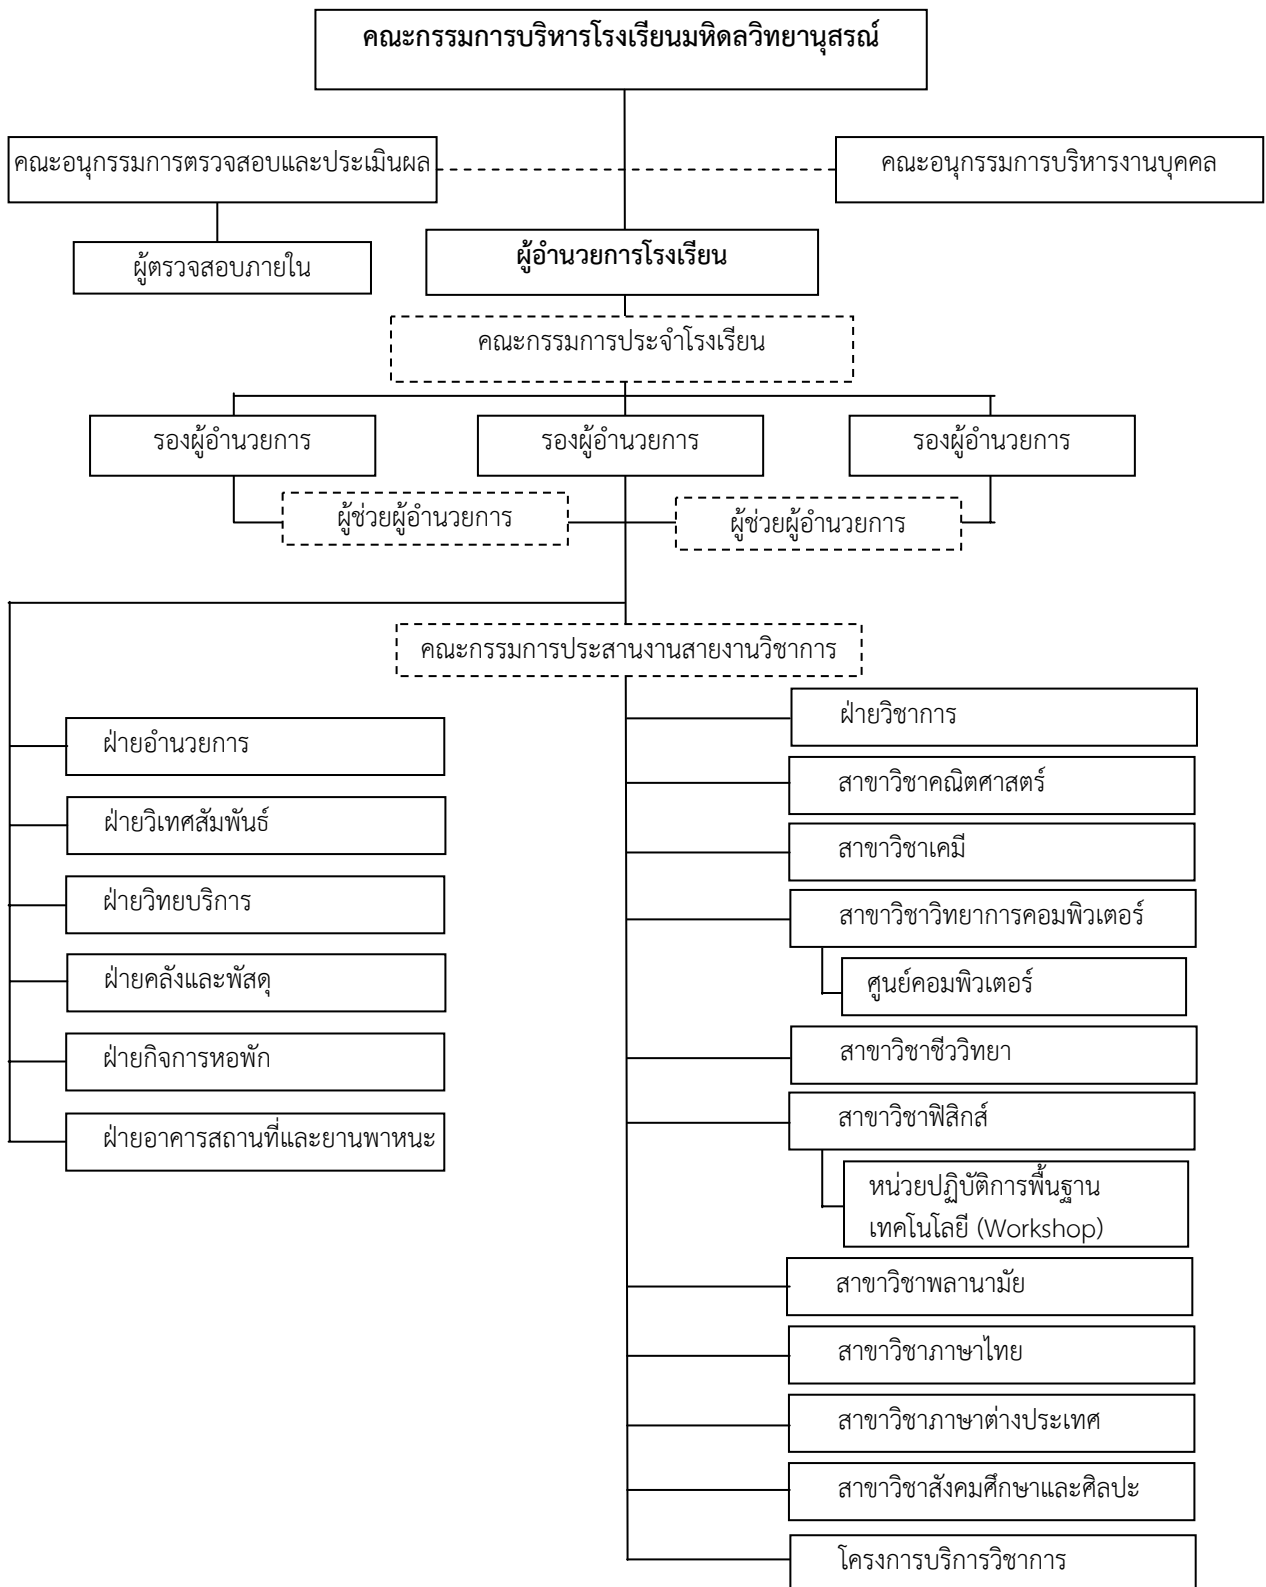 คณะกรรมการบริหารโรงเรียนมหิดลวิทยานุสรณ์
คณะอนุกรรมการตรวจสอบและประเมินผล
คณะอนุกรรมการบริหารงานบุคคล
ผู้ตรวจสอบภายใน
ผู้อำนวยการโรงเรียน
คณะกรรมการประจำโรงเรียน
รองผู้อำนวยการ
รองผู้อำนวยการ
รองผู้อำนวยการ
ผู้ช่วยผู้อำนวยการ
ผู้ช่วยผู้อำนวยการ
คณะกรรมการประสานงานสายงานวิชาการ
ฝ่ายอำนวยการ
ฝ่ายวิเทศสัมพันธ์
ฝ่ายวิทยบริการ
ฝ่ายคลังและพัสดุ
ฝ่ายกิจการหอพัก
ฝ่ายอาคารสถานที่และยานพาหนะ
ฝ่ายวิชาการ
สาขาวิชาคณิตศาสตร์
สาขาวิชาเคมี
สาขาวิชาวิทยาการคอมพิวเตอร์
ศูนย์คอมพิวเตอร์
สาขาวิชาชีววิทยา
สาขาวิชาฟิสิกส์
หน่วยปฏิบัติการพื้นฐาน
เทคโนโลยี (Workshop)
สาขาวิชาพลานามัย
สาขาวิชาภาษาไทย
สาขาวิชาภาษาต่างประเทศ
สาขาวิชาสังคมศึกษาและศิลปะ
โครงการบริการวิชาการ